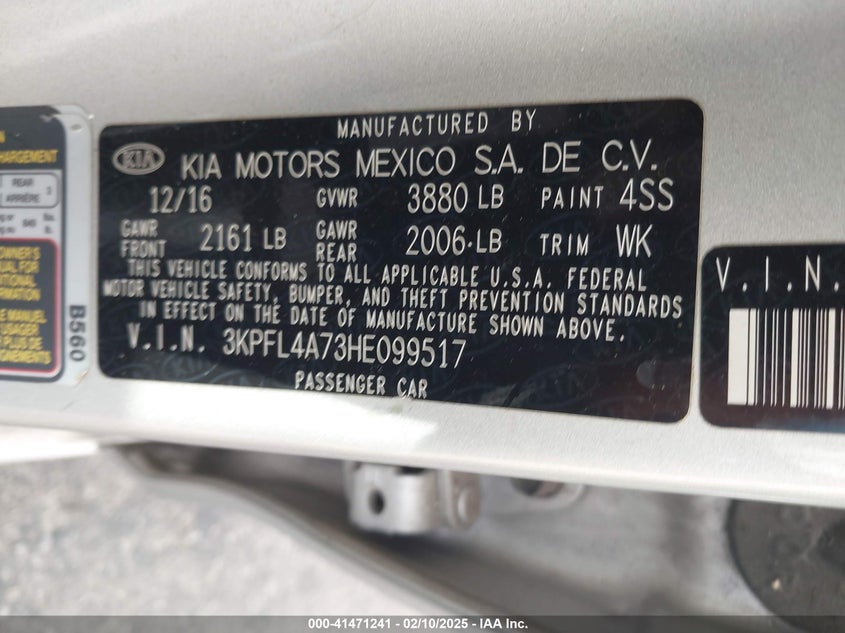 MANUFACTURED BY
KIA KIA MOTORS MEXICO S.A. DE C.V.
12/16 GVWR 3880 LB PAINT 4SS
GAWR FRONT 2161 LB GAWR REAR 2006 LB TRIM WK
THIS VEHICLE CONFORMS TO ALL APPLICABLE U.S.A. FEDERAL
MOTOR VEHICLE SAFETY, BUMPER, AND THEFT PREVENTION STANDARDS
IN EFFECT ON THE DATE OF MANUFACTURE SHOWN ABOVE.
V.I.N. 3KPFL4A73HE099517
PASSENGER CAR
V.I.N.
REAR
ARRIÈRE
B560
000-41471241 - 02/10/2025 - IAA Inc.